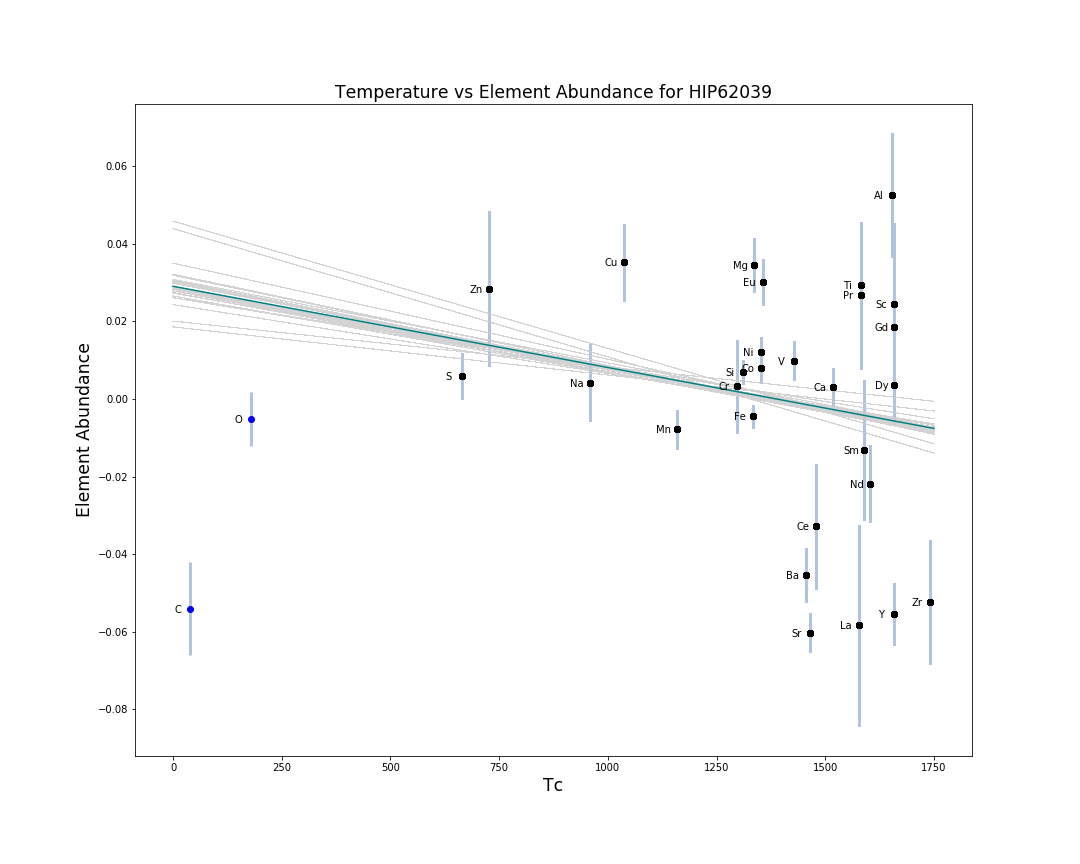 Temperature vs Element Abundance for HIP62039
Element Abundance
0.06
0.04
0.02
0.00
−0.02
−0.04
−0.06
−0.08
Al
Cu
Mg
Zn
Eu
Ti
Pr
Sc
Gd
Ni
V
Co
Si
S
Na
Cr
Ca
Dy
O
Fe
Mn
Sm
Nd
Ce
Ba
C
Zr
Y
La
Sr
0
250
500
750
1000
1250
1500
1750
Tc